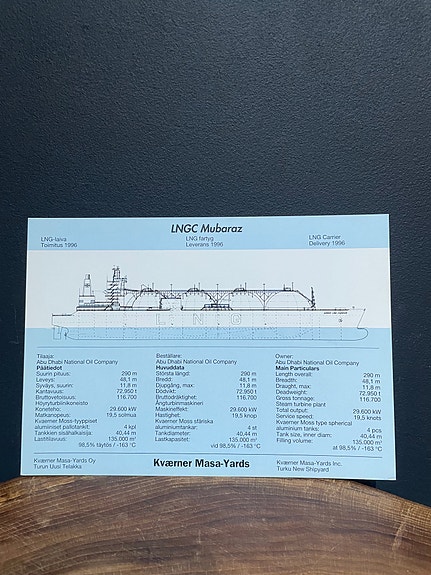 LNGC Mubaraz
LNG-laiva
Toimitus 1996
LNG fartyg
Leverans 1996
LNG Carrier
Delivery 1996
LNG
Tilaaja:
Abu Dhabi National Oil Company
Päätiedot
Suurin pituus: 290 m
Leveys: 48,1 m
Syväys, suurin: 11,8 m
Kantavuus: 72.950 t
Bruttovetoisuus: 116.700
Höyryturbiinikoneisto
Koneteho: 29.600 kW
Matkanopeus: 19,5 solmua
Kvaerner Moss-tyyppiset
alumiiniset pallotankit: 4 kpl
Tankkien sisähalkaisija: 40,44 m
Lastitilavuus: 135.000 m³
98,5% täytös / -163 °C
Beställare:
Abu Dhabi National Oil Company
Huvuddata
Största längd: 290 m
Bredd: 48,1 m
Djupgång, max: 11,8 m
Dödvikt: 72.950 t
Bruttodräktighet: 116.700
Ångturbinmaskineri
Maskineffekt: 29.600 kW
Hastighet: 19,5 knop
Kvaerner Moss sfäriska
aluminiumtankar: 4 st
Tankdiameter: 40,44 m
Lastkapasitet: 135.000 m³
vid 98,5% / -163 °C
Owner:
Abu Dhabi National Oil Company
Main Particulars
Length overall: 290 m
Breadth: 48,1 m
Draught, max: 11,8 m
Deadweight: 72.950 t
Gross tonnage: 116.700
Steam turbine plant
Total output: 29.600 kW
Service speed: 19,5 knots
Kvaerner Moss type spherical
aluminium tanks: 4 pcs
Tank size, inner diam: 40,44 m
Filling volume: 135.000 m³
at 98,5% / -163 °C
Kværner Masa-Yards Oy
Turun Uusi Telakka
Kværner Masa-Yards
Kværner Masa-Yards Inc.
Turku New Shipyard